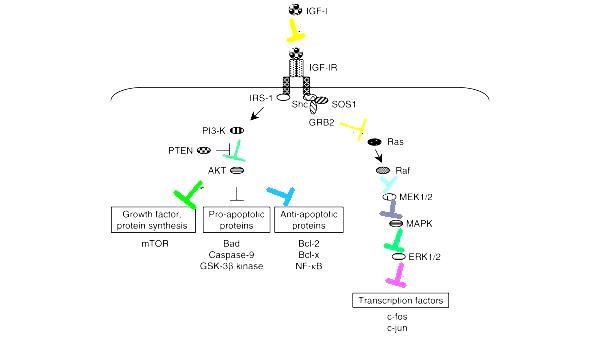 IGF-I
IGF-IR
IRS-1
Shc
SOS1
GRB2
PI3-K
PTEN
Ras
AKT
Raf
MEK1/2
Growth factor,
protein synthesis
Pro-apoptolic
proteins
Anti-apoptolic
proteins
MAPK
mTOR
Bad
Caspase-9
GSK-3β kinase
Bcl-2
Bcl-x
NF-κB
ERK1/2
Transcription factors
c-fos
c-jun